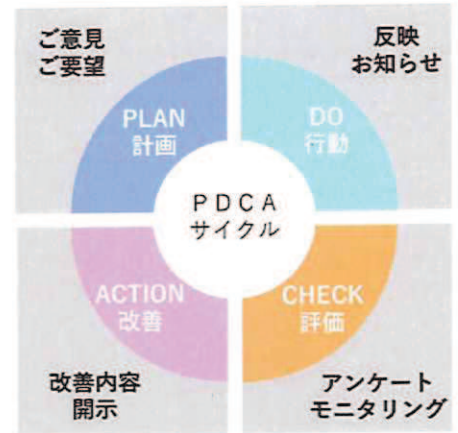 ご意見
ご要望
PLAN
計画
反映
お知らせ
DO
行動
PDCA
サイクル
ACTION
改善
改善内容
開示
CHECK
評価
アンケート
モニタリング